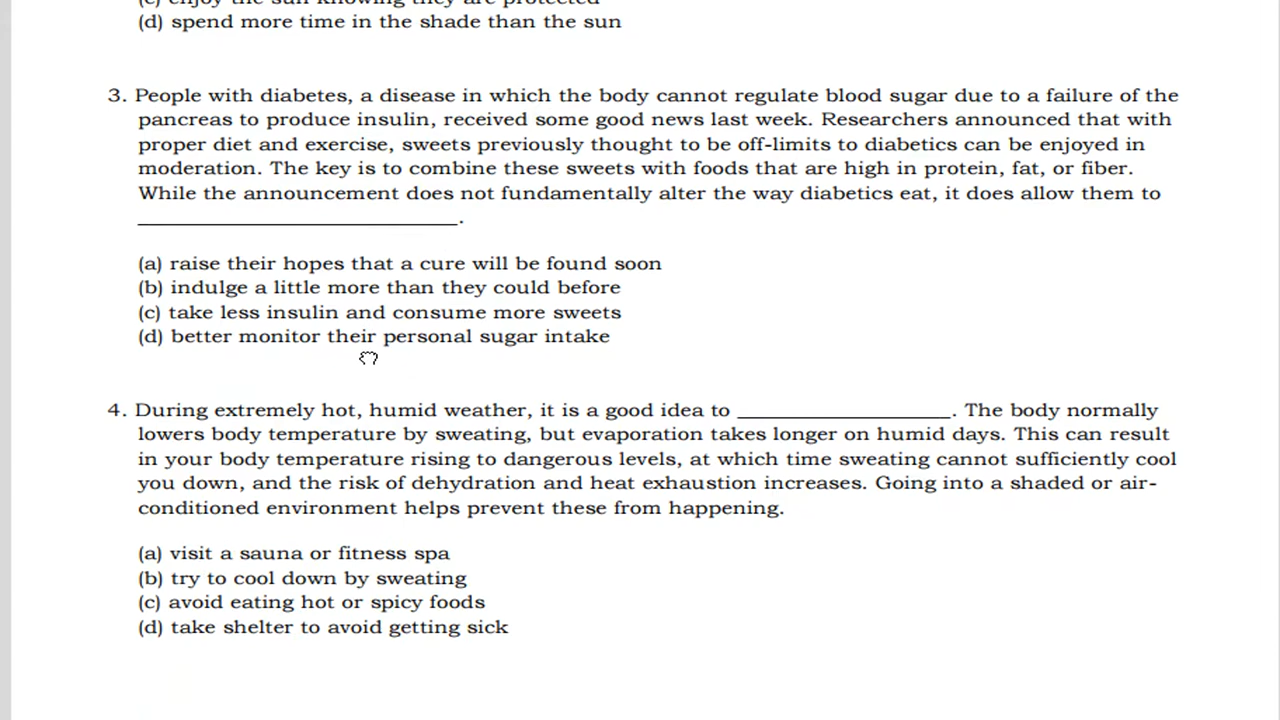 (c) enjoy the sun knowing they are protected
(d) spend more time in the shade than the sun
3. People with diabetes, a disease in which the body cannot regulate blood sugar due to a failure of the
pancreas to produce insulin, received some good news last week. Researchers announced that with
proper diet and exercise, sweets previously thought to be off-limits to diabetics can be enjoyed in
moderation. The key is to combine these sweets with foods that are high in protein, fat, or fiber.
While the announcement does not fundamentally alter the way diabetics eat, it does allow them to
______________________________.
(a) raise their hopes that a cure will be found soon
(b) indulge a little more than they could before
(c) take less insulin and consume more sweets
(d) better monitor their personal sugar intake
4. During extremely hot, humid weather, it is a good idea to ____________________. The body normally
lowers body temperature by sweating, but evaporation takes longer on humid days. This can result
in your body temperature rising to dangerous levels, at which time sweating cannot sufficiently cool
you down, and the risk of dehydration and heat exhaustion increases. Going into a shaded or air-
conditioned environment helps prevent these from happening.
(a) visit a sauna or fitness spa
(b) try to cool down by sweating
(c) avoid eating hot or spicy foods
(d) take shelter to avoid getting sick